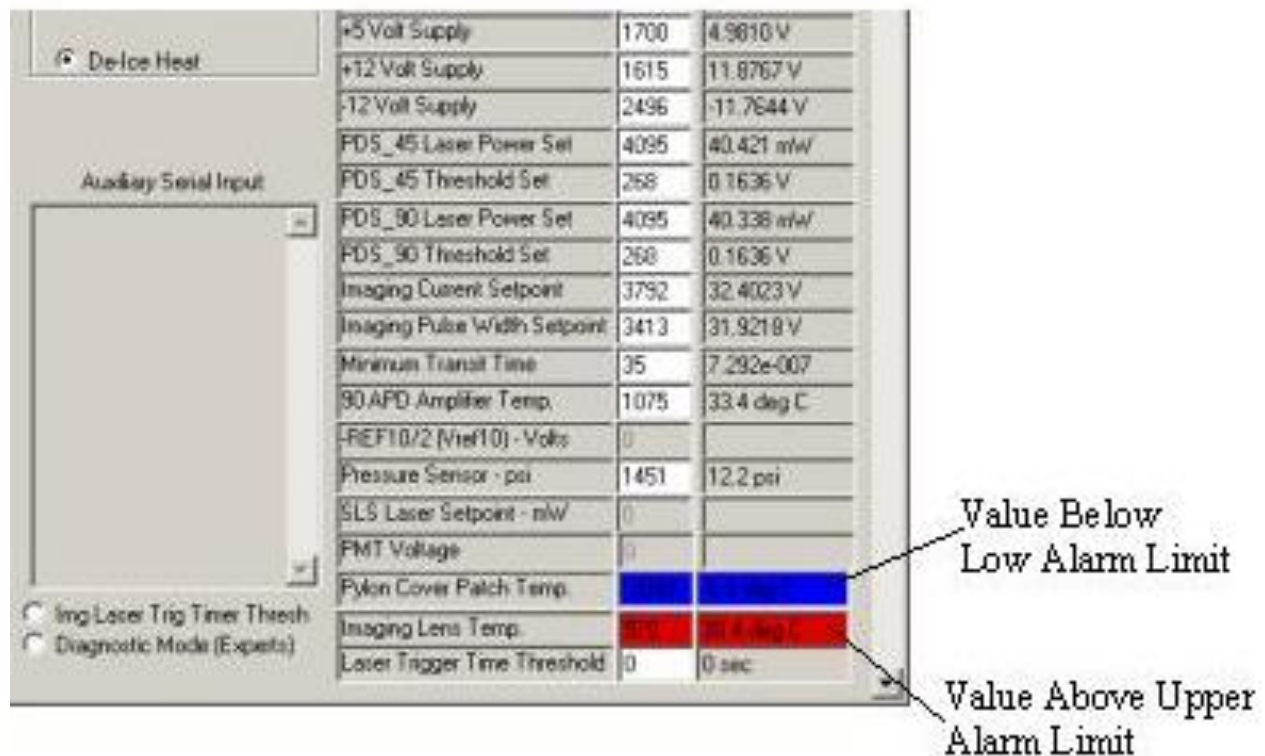 +5 Volt Supply 1700 4.9810 V
De-Ice Heat
+12 Volt Supply 1615 11.8767 V
-12 Volt Supply 2496 -11.7644 V
PDS_45 Laser Power Set 4095 40.421 mW
Auxiliary Serial Input
PDS_45 Threshold Set 268 0.1636 V
PDS_90 Laser Power Set 4095 40.338 mW
PDS_90 Threshold Set 268 0.1636 V
Imaging Current Setpoint 3792 32.4023 V
Imaging Pulse Width Setpoint 3413 31.9218 V
Minimum Transit Time 35 7.292e-007
90 APD Amplifier Temp. 1075 33.4 deg C
-REF10/2 (Vref10) - Volts 0
Pressure Sensor - psi 1451 12.2 psi
SLS Laser Setpoint - mW 0
PMT Voltage 0
Pylon Cover Patch Temp.
Img Laser Trig Timer Thresh
Imaging Lens Temp. deg C
Diagnostic Mode (Experts)
Laser Trigger Time Threshold 0 0 sec
Value Below
Low Alarm Limit
Value Above Upper
Alarm Limit